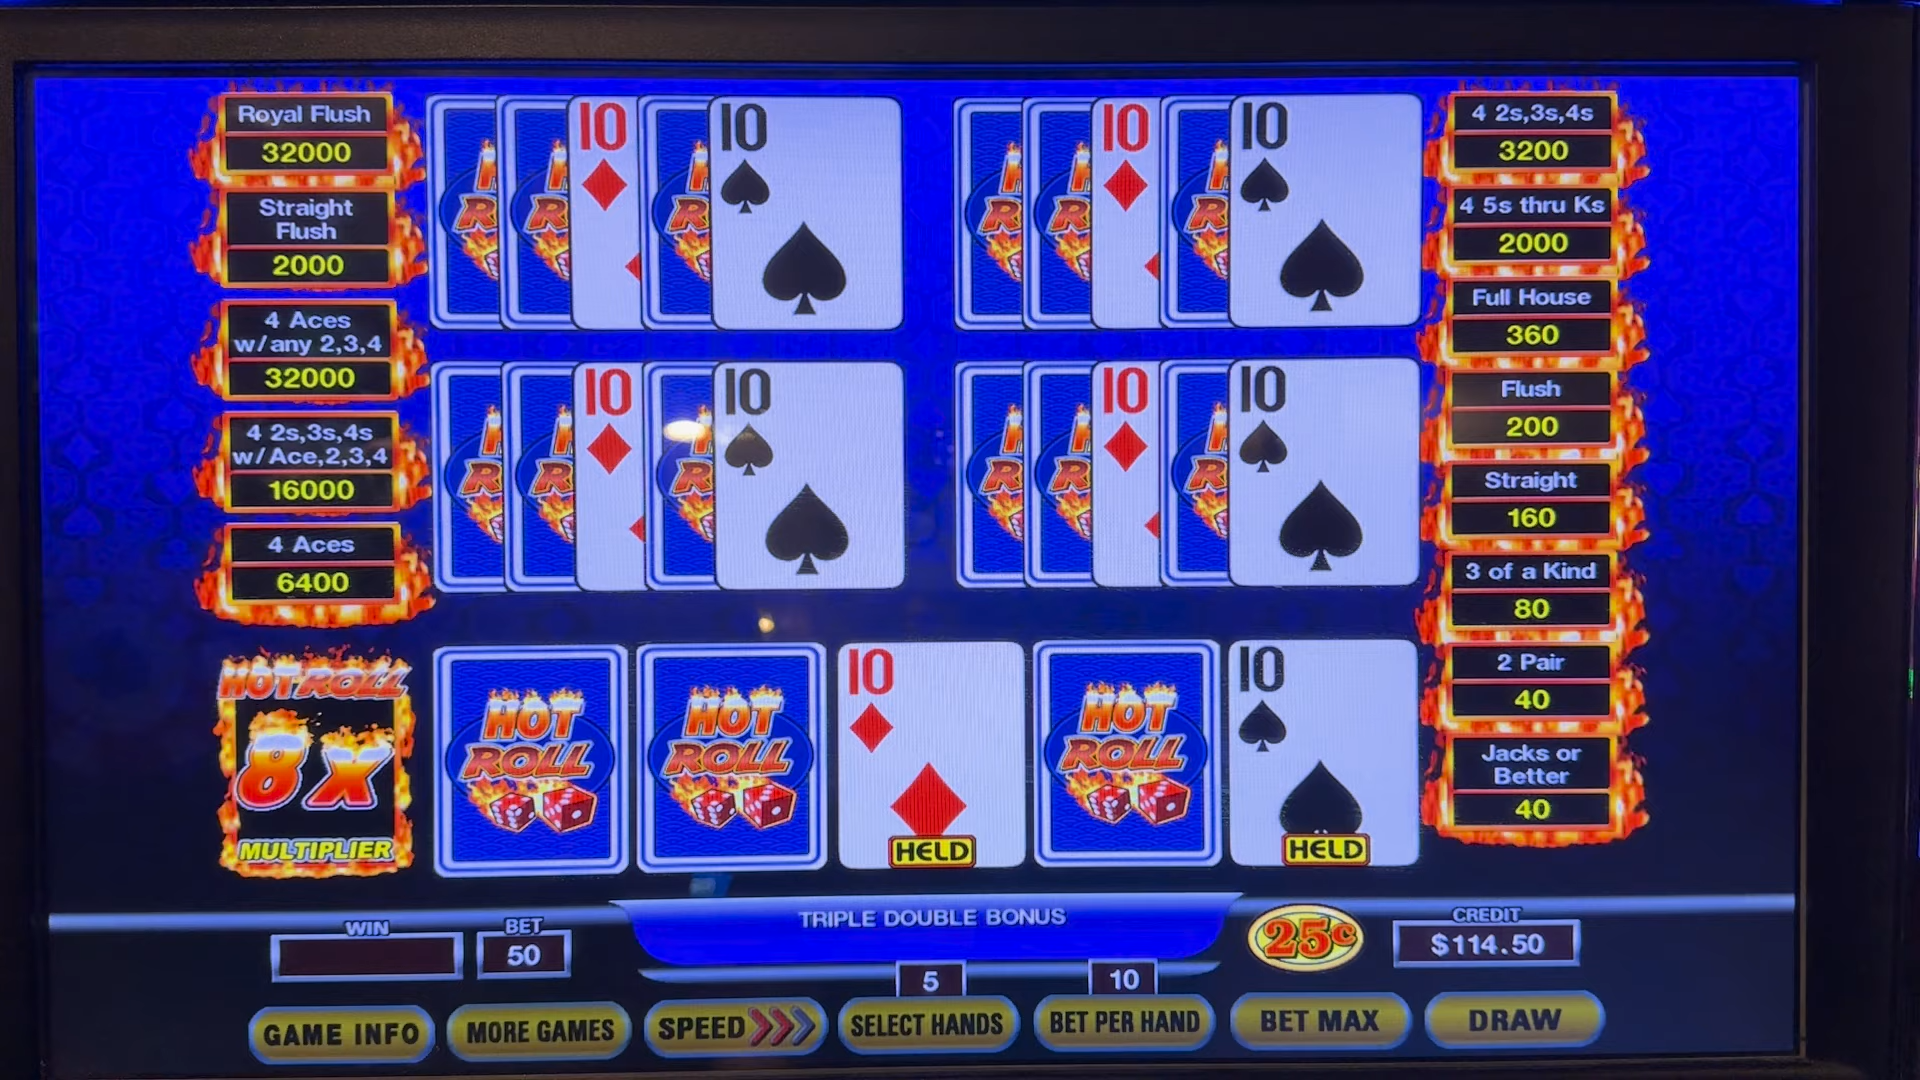 Royal Flush
32000
Straight
Flush
2000
4 Aces
w/any 2,3,4
32000
4 2s,3s,4s
w/Ace,2,3,4
16000
4 Aces
6400
10
10
10
10
10
10
10
10
4 2s,3s,4s
3200
4 5s thru Ks
2000
Full House
360
Flush
200
Straight
160
3 of a Kind
80
2 Pair
40
Jacks or
Better
40
HOT ROLL
8X
MULTIPLIER
HOT
ROLL
HOT
ROLL
10
HELD
HOT
ROLL
10
HELD
WIN
BET
50
TRIPLE DOUBLE BONUS
5
10
25¢
CREDIT
$114.50
GAME INFO
MORE GAMES
SPEED
SELECT HANDS
BET PER HAND
BET MAX
DRAW